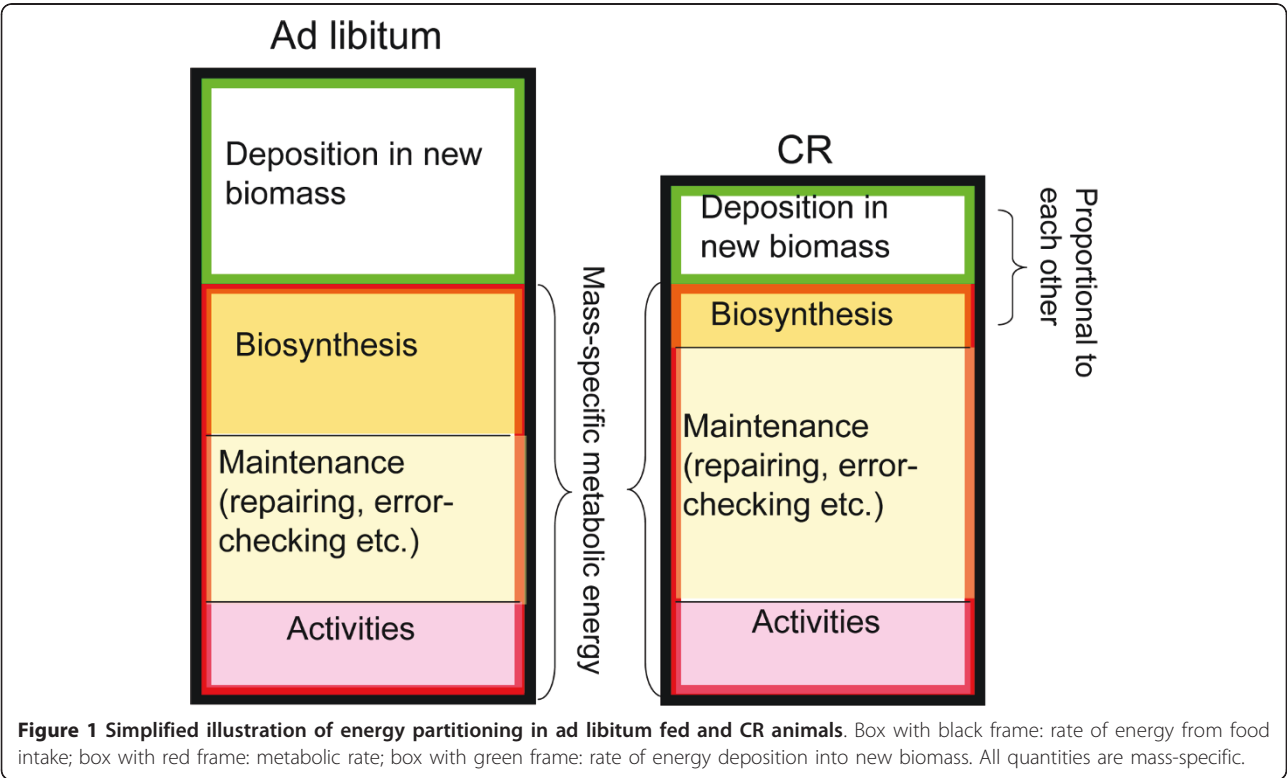 Ad libitum
Deposition in new
biomass
Biosynthesis
Maintenance
(repairing, error-
checking etc.)
Activities
Mass-specific metabolic energy
CR
Deposition in
new biomass
Biosynthesis
Maintenance
(repairing, error-
checking etc.)
Activities
Proportional to
each other
Figure 1 Simplified illustration of energy partitioning in ad libitum fed and CR animals. Box with black frame: rate of energy from food
intake; box with red frame: metabolic rate; box with green frame: rate of energy deposition into new biomass. All quantities are mass-specific.